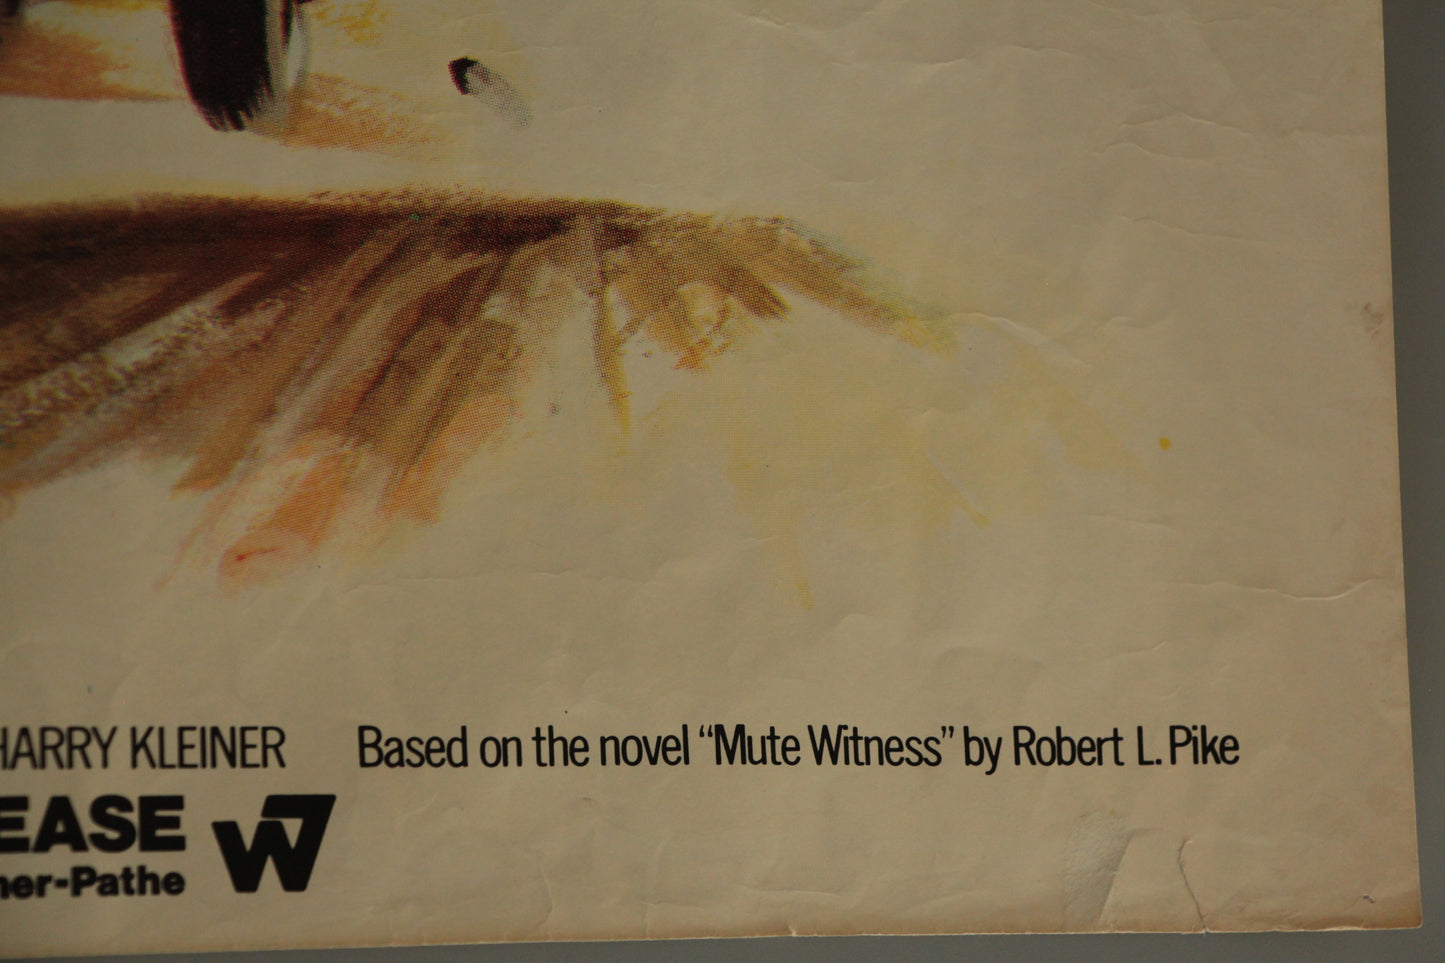 HARRY KLEINER Based on the novel “Mute Witness” by Robert L. Pike
EASE W7
ner-Pathe